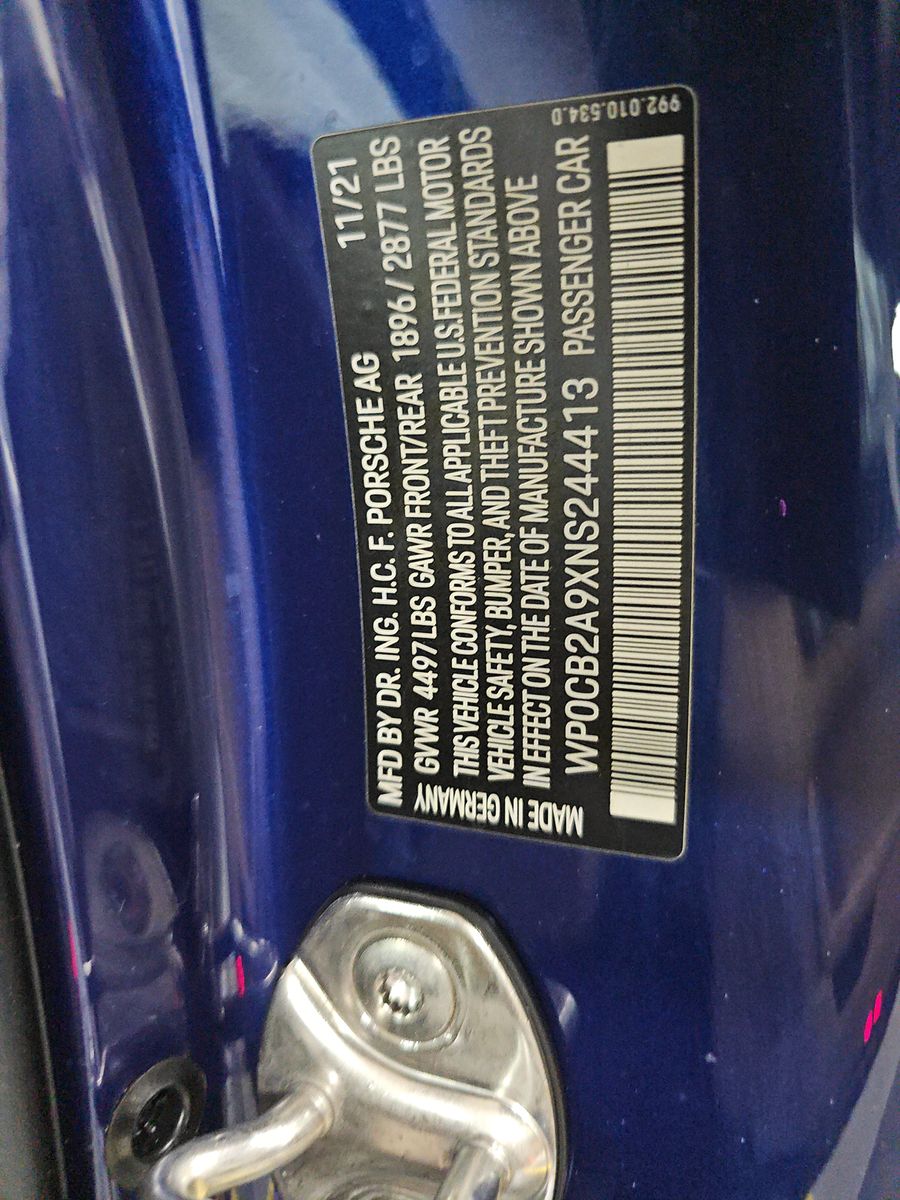 MFD BY DR. ING. H.C. F. PORSCHE AG 11/21
GVWR 4497 LBS GAWR FRONT/REAR 1896 / 2877 LBS
THIS VEHICLE CONFORMS TO ALL APPLICABLE U.S. FEDERAL MOTOR
VEHICLE SAFETY, BUMPER, AND THEFT PREVENTION STANDARDS
IN EFFECT ON THE DATE OF MANUFACTURE SHOWN ABOVE
WP0CB2A9XNS244413 PASSENGER CAR
MADE IN GERMANY
992.010.534.D